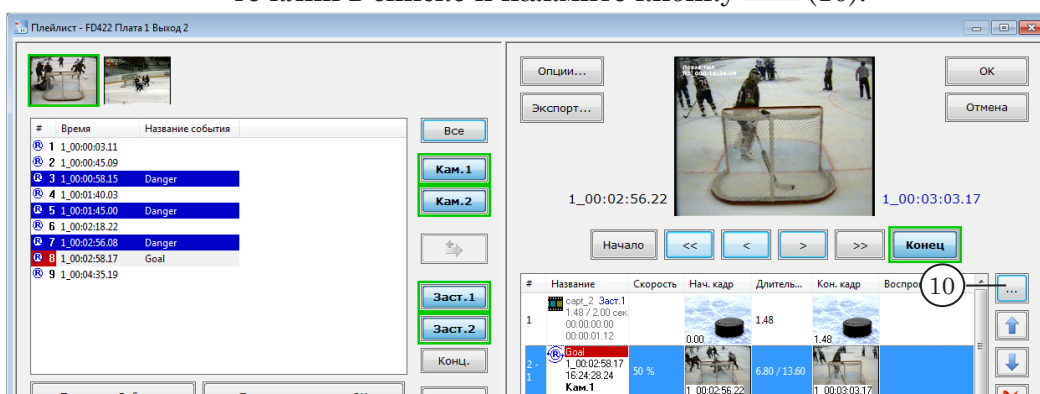 Плейлист - FD422 Плата 1 Выход 2
# Время Название события
1 1_00:00:03.11
2 1_00:00:45.09
3 1_00:00:58.15 Danger
4 1_00:01:40.03
5 1_00:01:45.00 Danger
6 1_00:02:18.22
7 1_00:02:56.08 Danger
8 1_00:02:58.17 Goal
9 1_00:04:35.19
Все
Кам.1
Кам.2
Заст.1
Заст.2
Конц.
Опции...
Экспорт...
OK
Отмена
1_00:02:56.22
1_00:03:03.17
Начало << < > >> Конец
10
...
# Название Скорость Нач. кадр Длитель... Кон. кадр
1
capt_2 Заст.1
1.48 / 2.00 сек
00:00:00.00
00:00:01.12
0.00
1.48
1.48
2 -
1
Goal
1_00:02:58.17
16:24:28.24
Кам.1
50 %
1_00:02:56.22
6.80 / 13.60
1_00:03:03.17